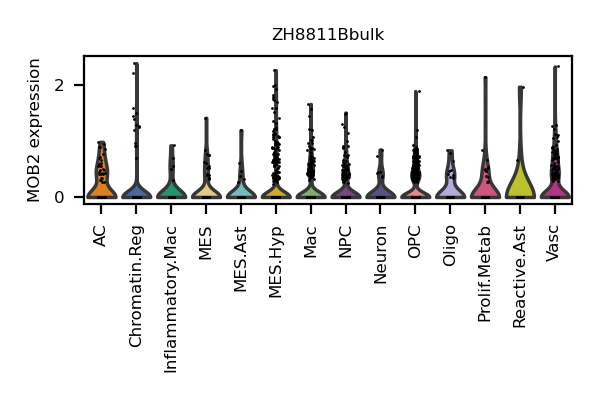 ZH8811Bbulk
MOB2 expression
2
0
AC
Chromatin.Reg
Inflammatory.Mac
MES
MES.Ast
MES.Hyp
Mac
NPC
Neuron
OPC
Oligo
Prolif.Metab
Reactive.Ast
Vasc